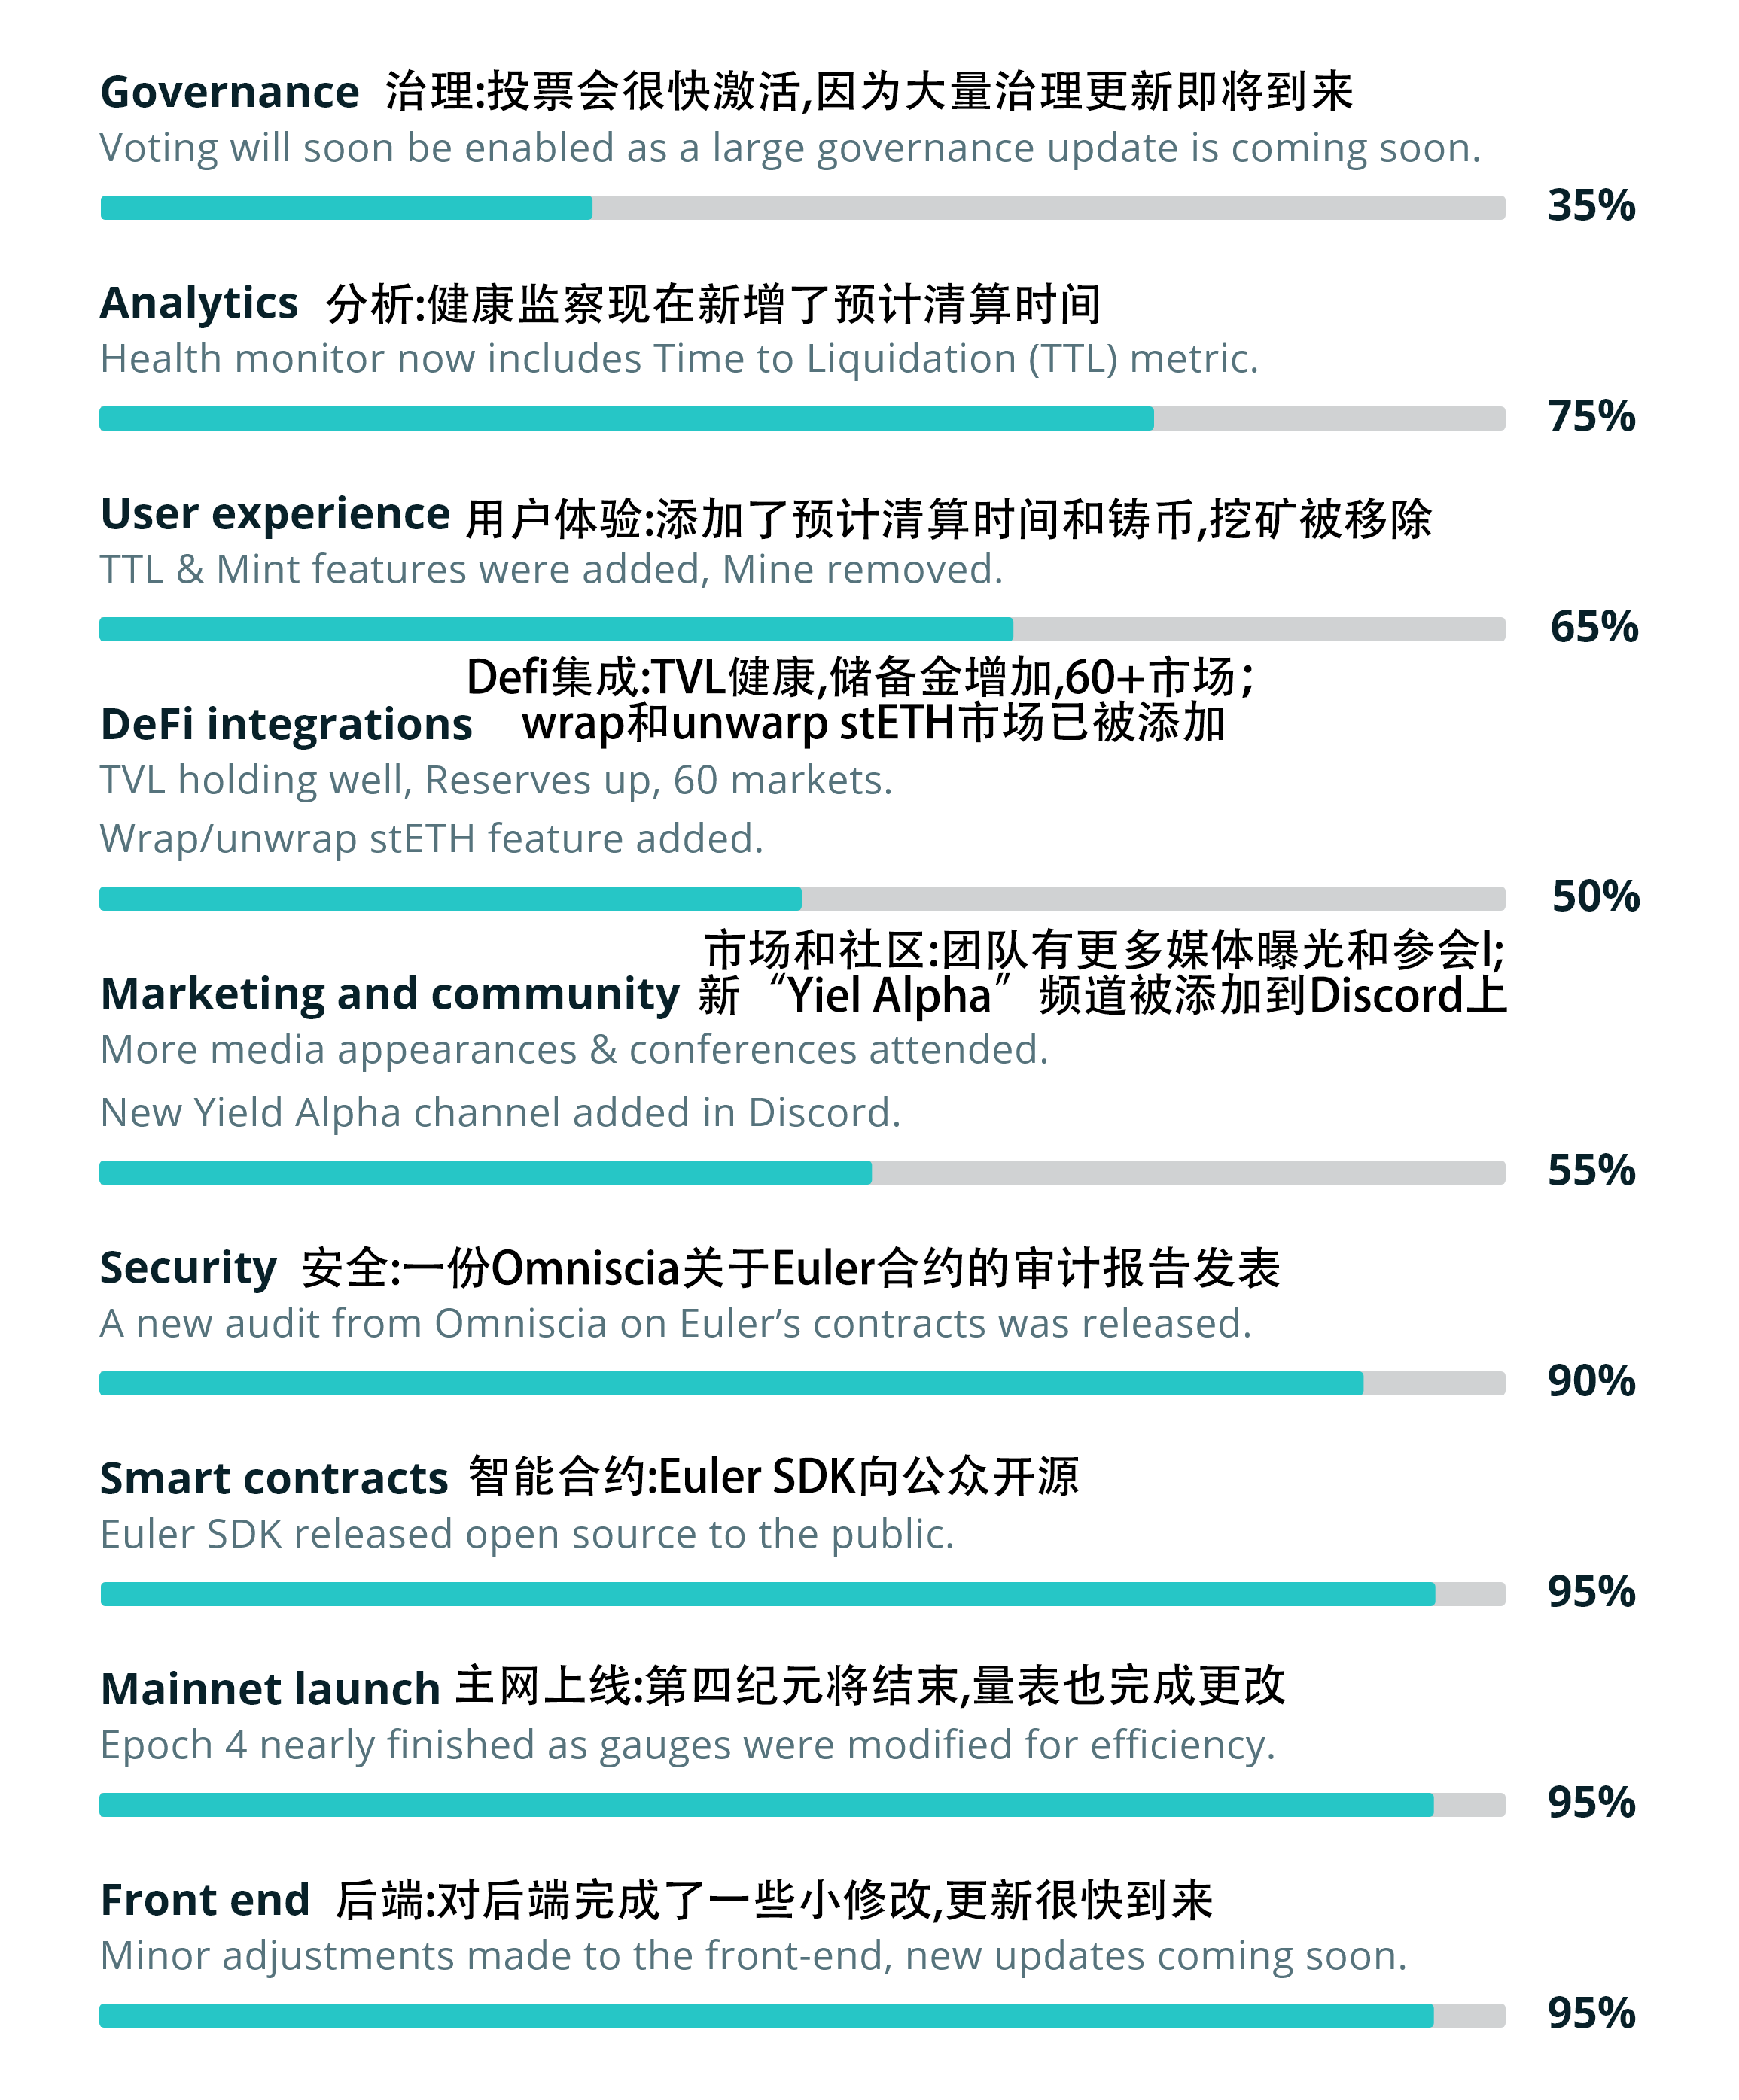 Governance 治理:投票会很快激活,因为大量治理更新即将到来
Voting will soon be enabled as a large governance update is coming soon.
35%
Analytics 分析:健康监察现在新增了预计清算时间
Health monitor now includes Time to Liquidation (TTL) metric.
75%
User experience 用户体验:添加了预计清算时间和铸币,挖矿被移除
TTL & Mint features were added, Mine removed.
65%
Defi集成:TVL健康,储备金增加,60+市场;
DeFi integrations wrap和unwarp stETH市场已被添加
TVL holding well, Reserves up, 60 markets.
Wrap/unwrap stETH feature added.
50%
市场和社区:团队有更多媒体曝光和参会l;
Marketing and community 新“Yiel Alpha”频道被添加到Discord上
More media appearances & conferences attended.
New Yield Alpha channel added in Discord.
55%
Security 安全:一份Omniscia关于Euler合约的审计报告发表
A new audit from Omniscia on Euler’s contracts was released.
90%
Smart contracts 智能合约:Euler SDK向公众开源
Euler SDK released open source to the public.
95%
Mainnet launch 主网上线:第四纪元将结束,量表也完成更改
Epoch 4 nearly finished as gauges were modified for efficiency.
95%
Front end 后端:对后端完成了一些小修改,更新很快到来
Minor adjustments made to the front-end, new updates coming soon.
95%